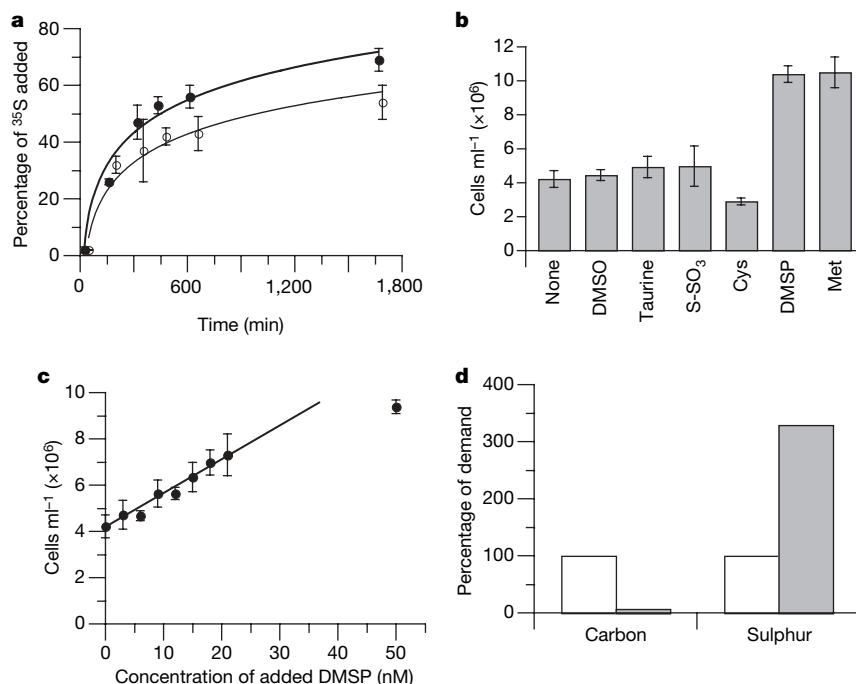 a
80
60
40
20
0
Percentage of ³⁵S added
0 600 1,200 1,800
Time (min)
b
12
10
8
6
4
2
0
Cells ml⁻¹ (×10⁶)
None
DMSO
Taurine
S-SO₃
Cys
DMSP
Met
c
10
8
6
4
2
0
Cells ml⁻¹ (×10⁶)
0 10 20 30 40 50
Concentration of added DMSP (nM)
d
400
300
200
100
0
Percentage of demand
Carbon Sulphur